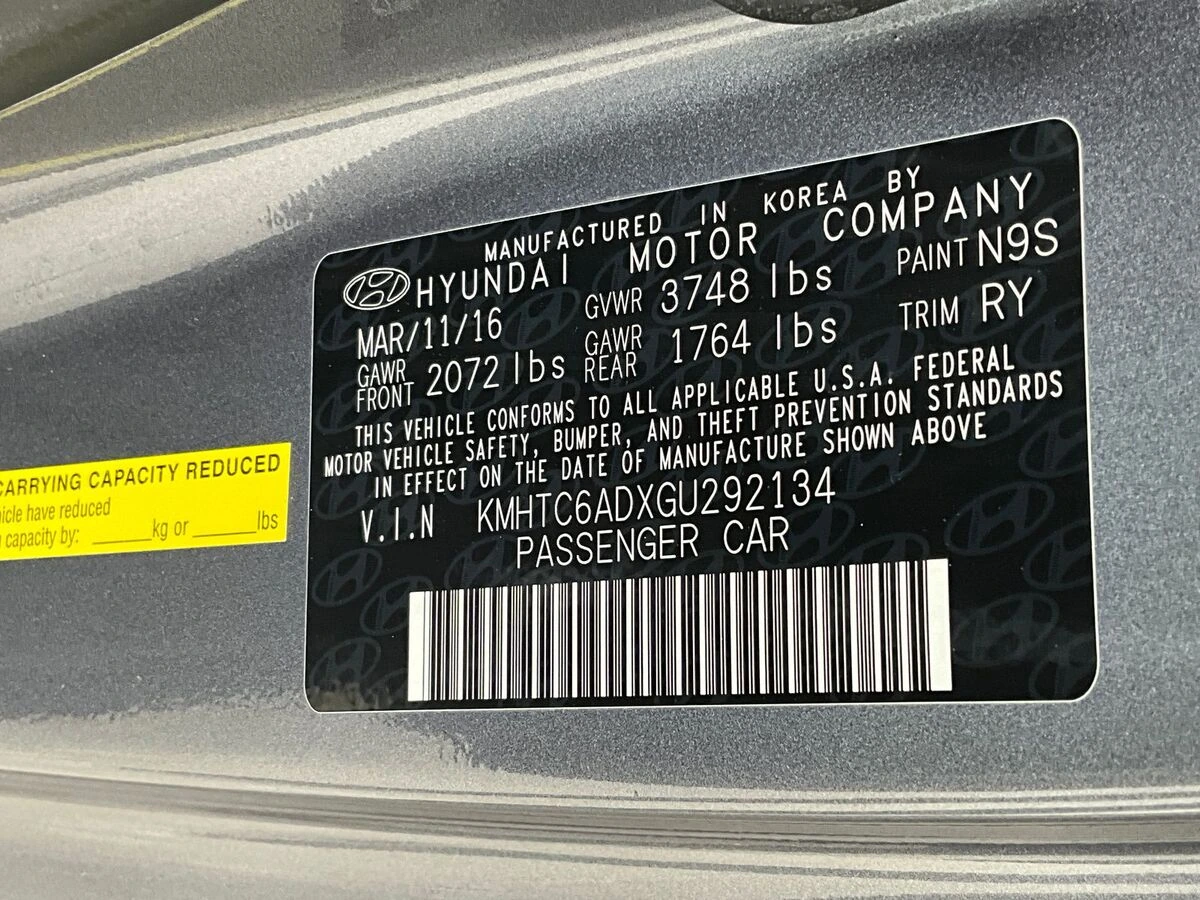 MANUFACTURED IN KOREA BY
HYUNDAI MOTOR COMPANY
MAR/11/16 GVWR 3748 lbs PAINT N9S
GAWR FRONT 2072 lbs GAWR REAR 1764 lbs TRIM RY
THIS VEHICLE CONFORMS TO ALL APPLICABLE U.S.A. FEDERAL
MOTOR VEHICLE SAFETY, BUMPER, AND THEFT PREVENTION STANDARDS
IN EFFECT ON THE DATE OF MANUFACTURE SHOWN ABOVE
V.I.N KMHTC6ADXGU292134
PASSENGER CAR
CARRYING CAPACITY REDUCED
have reduced
capacity by: ______kg or ______lbs